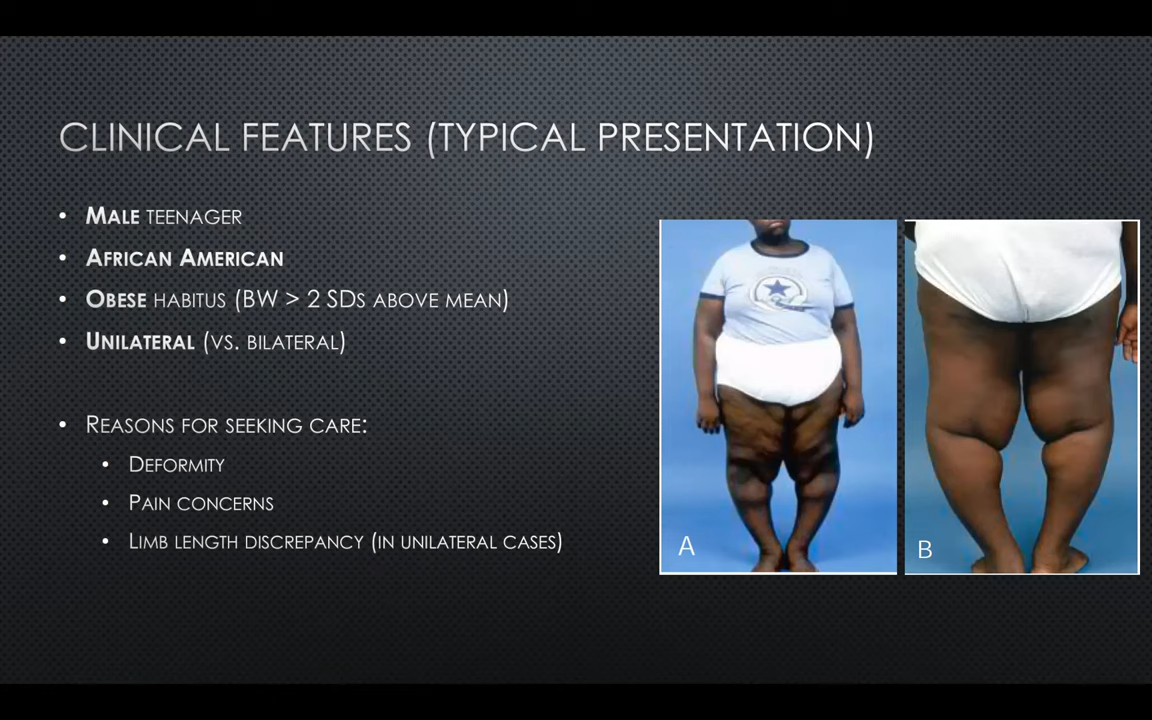 CLINICAL FEATURES (TYPICAL PRESENTATION)
• MALE TEENAGER
• AFRICAN AMERICAN
• OBESE HABITUS (BW > 2 SDS ABOVE MEAN)
• UNILATERAL (VS. BILATERAL)
• REASONS FOR SEEKING CARE:
• DEFORMITY
• PAIN CONCERNS
• LIMB LENGTH DISCREPANCY (IN UNILATERAL CASES)
A
B